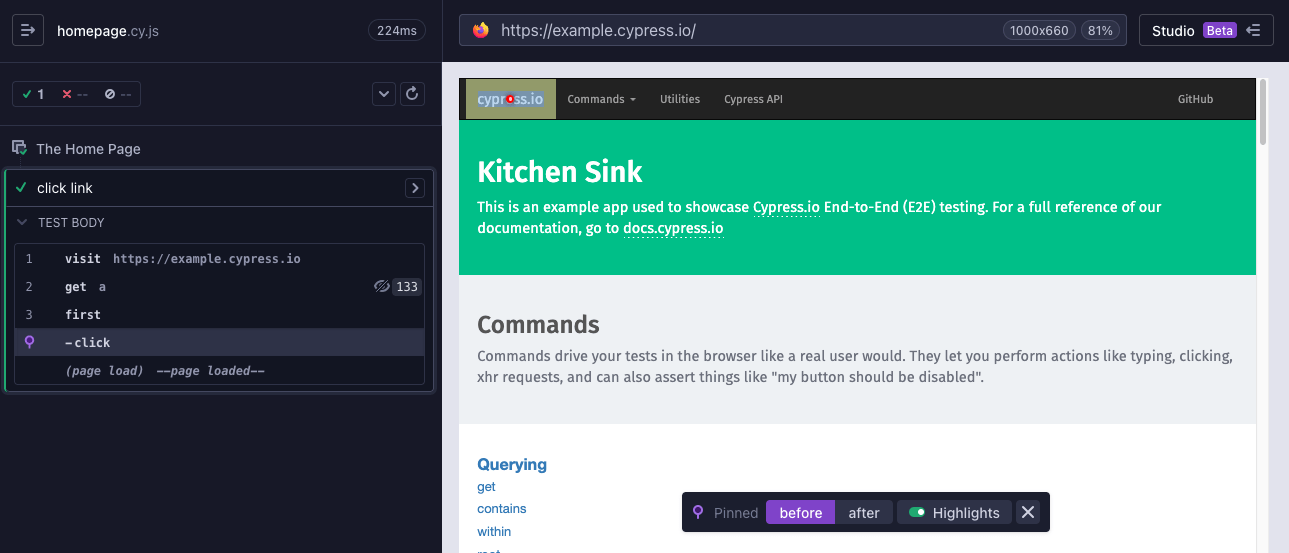 homepage.cy.js
224ms
https://example.cypress.io/
1000x660
81%
Studio
Beta
1
--
--
The Home Page
click link
TEST BODY
1 visit https://example.cypress.io
2 get a 133
3 first
-click
(page load) --page loaded--
cypress.io
Commands
Utilities
Cypress API
GitHub
Kitchen Sink
This is an example app used to showcase Cypress.io End-to-End (E2E) testing. For a full reference of our
documentation, go to docs.cypress.io
Commands
Commands drive your tests in the browser like a real user would. They let you perform actions like typing, clicking,
xhr requests, and can also assert things like "my button should be disabled".
Querying
get
contains
within
Pinned
before
after
Highlights